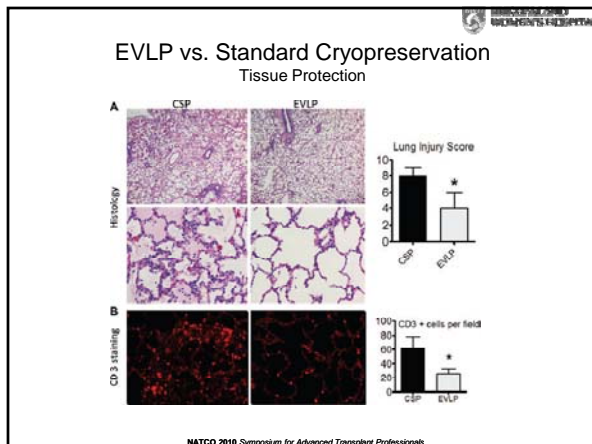 WOMEN'S HOSPITAL
EVLP vs. Standard Cryopreservation
Tissue Protection
A
CSP
EVLP
Histology
Lung Injury Score
10
8
6
4
2
0
*
CSP
EVLP
B
CD 3 staining
CD3 + cells per field
100
80
60
40
20
0
*
CSP
EVLP
NATCO 2010 Symposium for Advanced Transplant Professionals